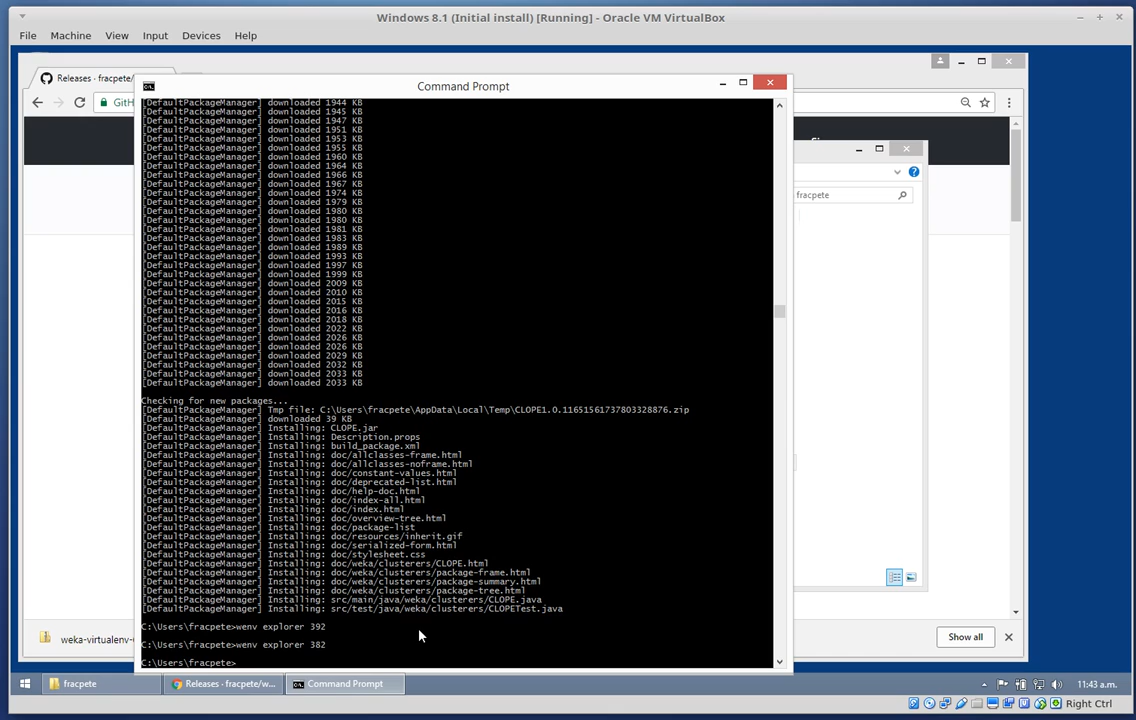 Windows 8.1 (Initial install) [Running] - Oracle VM VirtualBox
File Machine View Input Devices Help
Releases · fracpete/
GitH
Command Prompt
fracpete
[DefaultPackageManager] downloaded 1944 KB
[DefaultPackageManager] downloaded 1945 KB
[DefaultPackageManager] downloaded 1947 KB
[DefaultPackageManager] downloaded 1951 KB
[DefaultPackageManager] downloaded 1953 KB
[DefaultPackageManager] downloaded 1955 KB
[DefaultPackageManager] downloaded 1960 KB
[DefaultPackageManager] downloaded 1964 KB
[DefaultPackageManager] downloaded 1966 KB
[DefaultPackageManager] downloaded 1967 KB
[DefaultPackageManager] downloaded 1974 KB
[DefaultPackageManager] downloaded 1979 KB
[DefaultPackageManager] downloaded 1980 KB
[DefaultPackageManager] downloaded 1980 KB
[DefaultPackageManager] downloaded 1981 KB
[DefaultPackageManager] downloaded 1983 KB
[DefaultPackageManager] downloaded 1989 KB
[DefaultPackageManager] downloaded 1993 KB
[DefaultPackageManager] downloaded 1997 KB
[DefaultPackageManager] downloaded 1999 KB
[DefaultPackageManager] downloaded 2009 KB
[DefaultPackageManager] downloaded 2010 KB
[DefaultPackageManager] downloaded 2015 KB
[DefaultPackageManager] downloaded 2016 KB
[DefaultPackageManager] downloaded 2018 KB
[DefaultPackageManager] downloaded 2022 KB
[DefaultPackageManager] downloaded 2026 KB
[DefaultPackageManager] downloaded 2026 KB
[DefaultPackageManager] downloaded 2029 KB
[DefaultPackageManager] downloaded 2032 KB
[DefaultPackageManager] downloaded 2033 KB
[DefaultPackageManager] downloaded 2033 KB
Checking for new packages...
[DefaultPackageManager] Tmp file: C:\Users\fracpete\AppData\Local\Temp\CLOPE1.0.11651561737803328876.zip
[DefaultPackageManager] downloaded 39 KB
[DefaultPackageManager] Installing: CLOPE.jar
[DefaultPackageManager] Installing: Description.props
[DefaultPackageManager] Installing: build_package.xml
[DefaultPackageManager] Installing: doc/allclasses-frame.html
[DefaultPackageManager] Installing: doc/allclasses-noframe.html
[DefaultPackageManager] Installing: doc/constant-values.html
[DefaultPackageManager] Installing: doc/deprecated-list.html
[DefaultPackageManager] Installing: doc/help-doc.html
[DefaultPackageManager] Installing: doc/index-all.html
[DefaultPackageManager] Installing: doc/index.html
[DefaultPackageManager] Installing: doc/overview-tree.html
[DefaultPackageManager] Installing: doc/package-list
[DefaultPackageManager] Installing: doc/resources/inherit.gif
[DefaultPackageManager] Installing: doc/serialized-form.html
[DefaultPackageManager] Installing: doc/stylesheet.css
[DefaultPackageManager] Installing: doc/weka/clusterers/CLOPE.html
[DefaultPackageManager] Installing: doc/weka/clusterers/package-frame.html
[DefaultPackageManager] Installing: doc/weka/clusterers/package-summary.html
[DefaultPackageManager] Installing: doc/weka/clusterers/package-tree.html
[DefaultPackageManager] Installing: src/main/java/weka/clusterers/CLOPE.java
[DefaultPackageManager] Installing: src/test/java/weka/clusterers/CLOPETest.java
C:\Users\fracpete>wenv explorer 392
C:\Users\fracpete>wenv explorer 382
C:\Users\fracpete>
weka-virtualenv-
Show all
fracpete
Releases - fracpete/w...
Command Prompt
11:43 a.m.
Right Ctrl